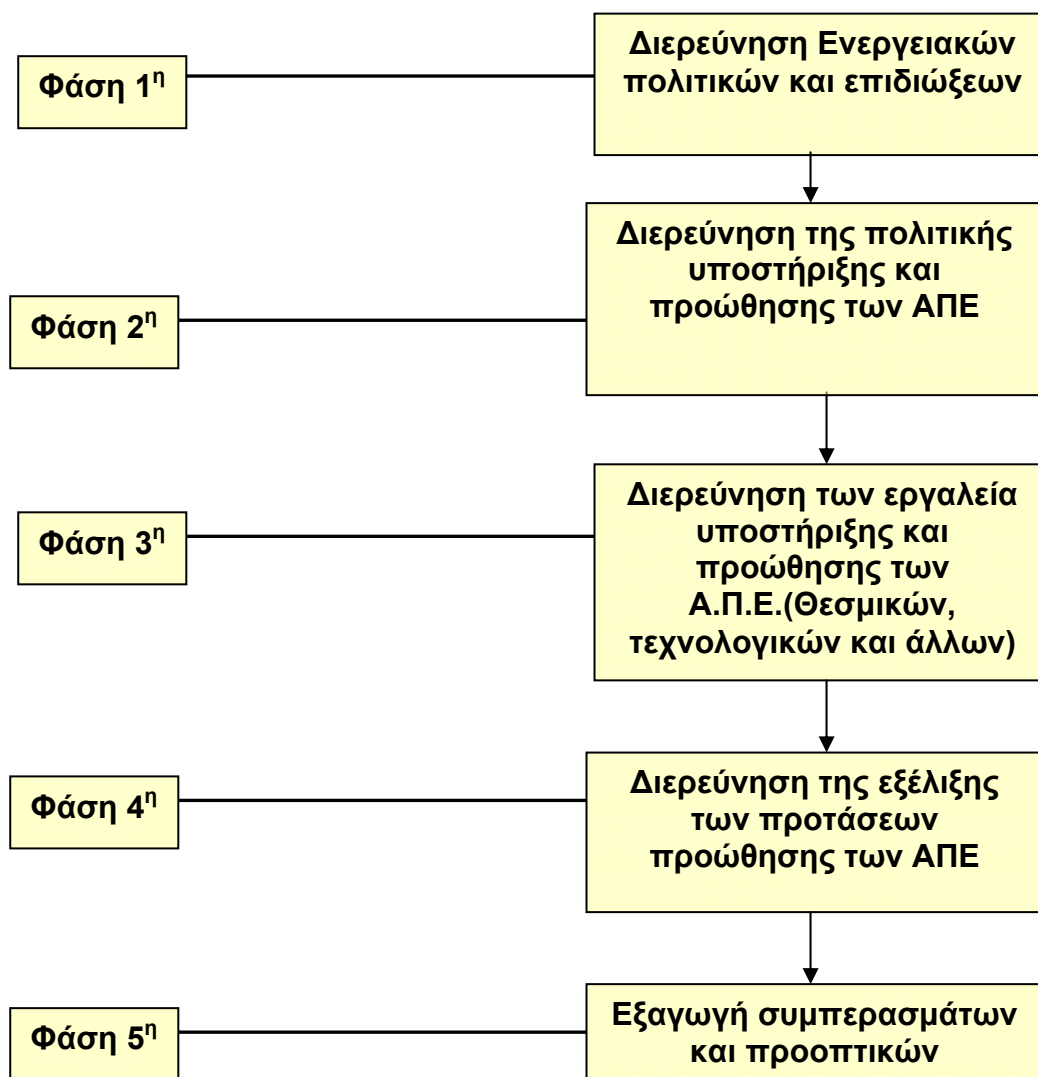 Φάση 1η
Διερεύνηση Ενεργειακών
πολιτικών και επιδιώξεων
Φάση 2η
Διερεύνηση της πολιτικής
υποστήριξης και
προώθησης των ΑΠΕ
Φάση 3η
Διερεύνηση των εργαλεία
υποστήριξης και
προώθησης των
Α.Π.Ε.(Θεσμικών,
τεχνολογικών και άλλων)
Φάση 4η
Διερεύνηση της εξέλιξης
των προτάσεων
προώθησης των ΑΠΕ
Φάση 5η
Εξαγωγή συμπερασμάτων
και προοπτικών